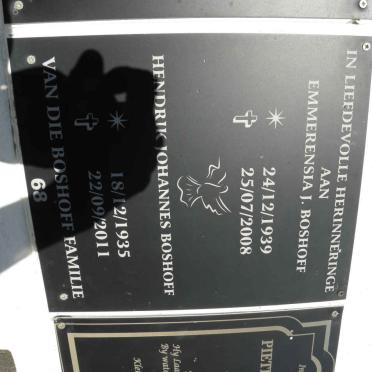 IN LIEFDEVOLLE HERINNERINGE
AAN
EMMERENSIA J. BOSHOFF
24/12/1939
25/07/2008
HENDRIK JOHANNES BOSHOFF
18/12/1935
22/09/2011
VAN DIE BOSHOFF FAMILIE
68